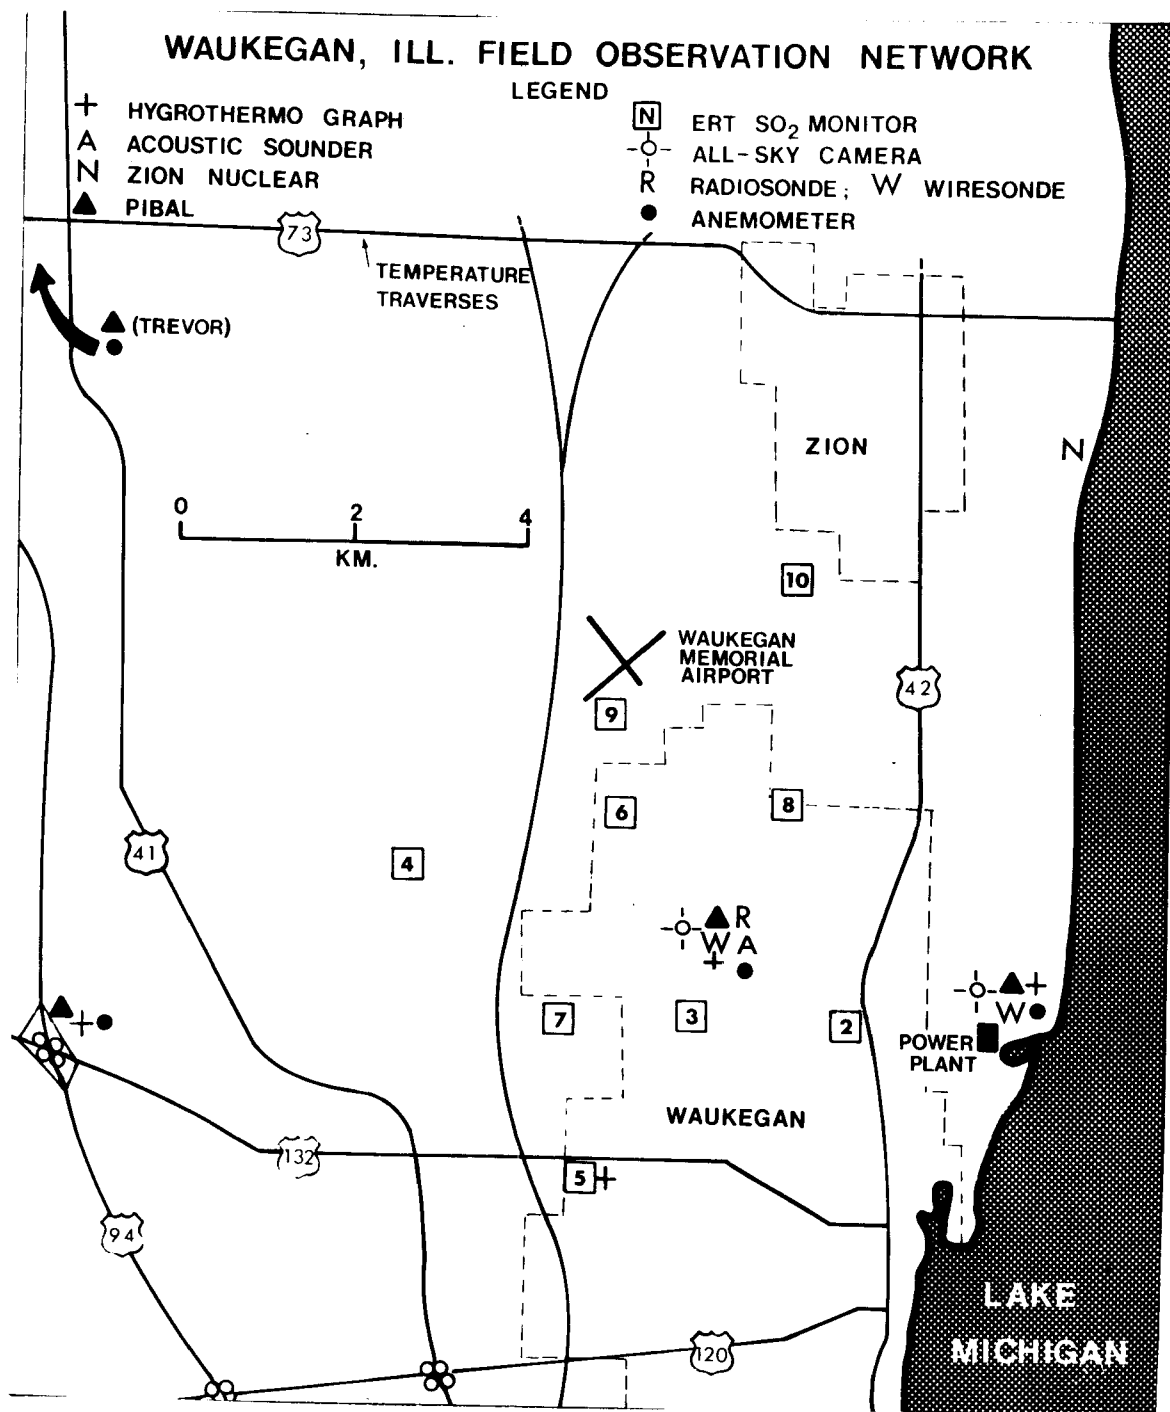 WAUKEGAN, ILL. FIELD OBSERVATION NETWORK
LEGEND
+ HYGROTHERMO GRAPH
A ACOUSTIC SOUNDER
N ZION NUCLEAR
▲ PIBAL
N ERT SO₂ MONITOR
ALL-SKY CAMERA
R RADIOSONDE; W WIRESONDE
● ANEMOMETER
73
TEMPERATURE
TRAVERSES
(TREVOR)
ZION
N
0 2 4
KM.
10
WAUKEGAN
MEMORIAL
AIRPORT
42
9
6
8
41
4
R
W A
W
7
3
2
POWER
PLANT
WAUKEGAN
132
5
94
LAKE
MICHIGAN
120